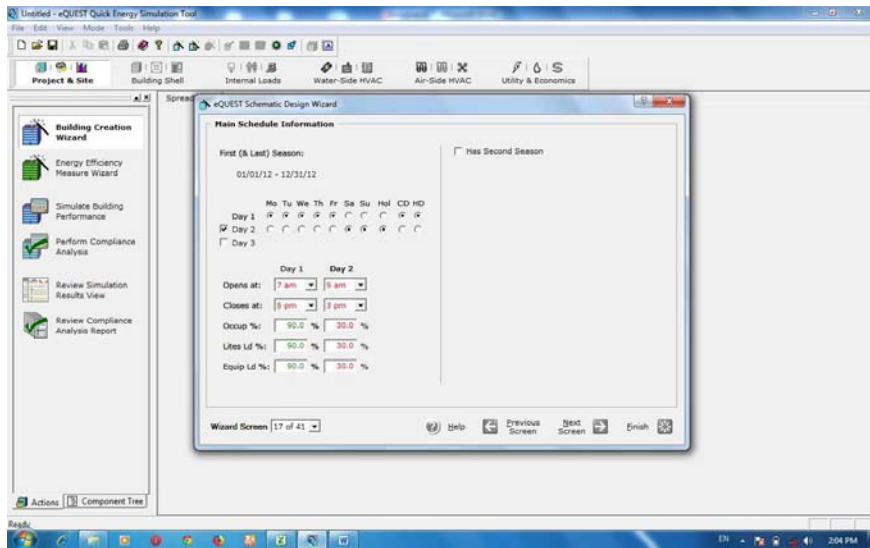 Untitled - eQUEST Quick Energy Simulation Tool
File Edit View Mode Tools Help
Project & Site Building Shell Internal Loads Water-Side HVAC Air-Side HVAC Utility & Economics
Building Creation
Wizard
Energy Efficiency
Measure Wizard
Simulate Building
Performance
Perform Compliance
Analysis
Review Simulation
Results View
Review Compliance
Analysis Report
Actions Component Tree
Ready
Spread
eQUEST Schematic Design Wizard
Main Schedule Information
First (& Last) Season:
01/01/12 - 12/31/12
Has Second Season
Mo Tu We Th Fr Sa Su Hol CD HD
Day 1
Day 2
Day 3
Day 1 Day 2
Opens at: 7 am 9 am
Closes at: 5 pm 3 pm
Occup %: 90.0 % 30.0 %
Lites Ld %: 90.0 % 30.0 %
Equip Ld %: 90.0 % 30.0 %
Wizard Screen 17 of 41
Help
Previous
Screen
Next
Screen
Finish
EN 2:04 PM